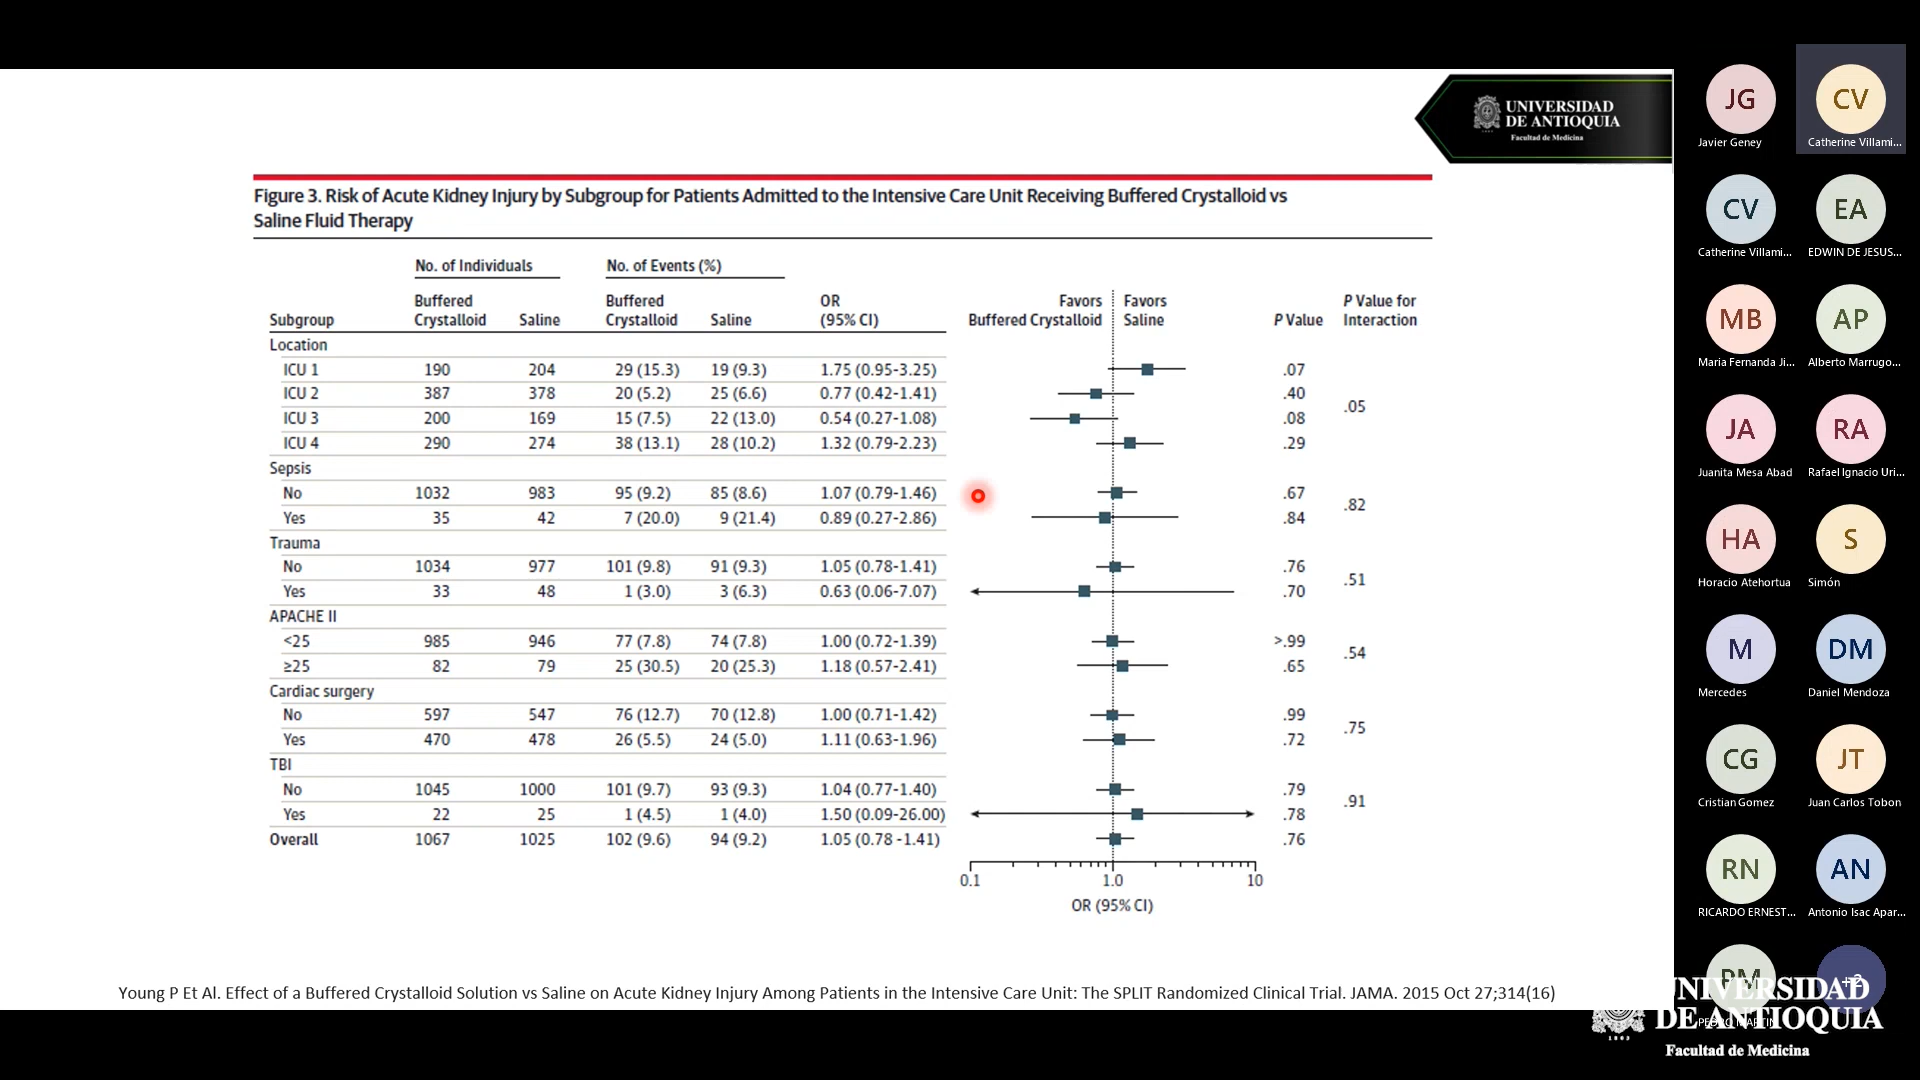 UNIVERSIDAD
DE ANTIOQUIA
Facultad de Medicina
Figure 3. Risk of Acute Kidney Injury by Subgroup for Patients Admitted to the Intensive Care Unit Receiving Buffered Crystalloid vs
Saline Fluid Therapy
No. of Individuals No. of Events (%)
Buffered Buffered OR Favors Favors P Value for
Subgroup Crystalloid Saline Crystalloid Saline (95% CI) Buffered Crystalloid Saline P Value Interaction
Location
ICU 1 190 204 29 (15.3) 19 (9.3) 1.75 (0.95-3.25) .07
ICU 2 387 378 20 (5.2) 25 (6.6) 0.77 (0.42-1.41) .40
.05
ICU 3 200 169 15 (7.5) 22 (13.0) 0.54 (0.27-1.08) .08
ICU 4 290 274 38 (13.1) 28 (10.2) 1.32 (0.79-2.23) .29
Sepsis
No 1032 983 95 (9.2) 85 (8.6) 1.07 (0.79-1.46) .67
.82
Yes 35 42 7 (20.0) 9 (21.4) 0.89 (0.27-2.86) .84
Trauma
No 1034 977 101 (9.8) 91 (9.3) 1.05 (0.78-1.41) .76
.51
Yes 33 48 1 (3.0) 3 (6.3) 0.63 (0.06-7.07) .70
APACHE II
<25 985 946 77 (7.8) 74 (7.8) 1.00 (0.72-1.39) >.99
.54
≥25 82 79 25 (30.5) 20 (25.3) 1.18 (0.57-2.41) .65
Cardiac surgery
No 597 547 76 (12.7) 70 (12.8) 1.00 (0.71-1.42) .99
.75
Yes 470 478 26 (5.5) 24 (5.0) 1.11 (0.63-1.96) .72
TBI
No 1045 1000 101 (9.7) 93 (9.3) 1.04 (0.77-1.40) .79
.91
Yes 22 25 1 (4.5) 1 (4.0) 1.50 (0.09-26.00) .78
Overall 1067 1025 102 (9.6) 94 (9.2) 1.05 (0.78 -1.41) .76
0.1 1.0 10
OR (95% CI)
Young P Et Al. Effect of a Buffered Crystalloid Solution vs Saline on Acute Kidney Injury Among Patients in the Intensive Care Unit: The SPLIT Randomized Clinical Trial. JAMA. 2015 Oct 27;314(16)
JG CV
Javier Geney Catherine Villami...
CV EA
Catherine Villami... EDWIN DE JESUS...
MB AP
Maria Fernanda Ji... Alberto Marrugo...
JA RA
Juanita Mesa Abad Rafael Ignacio Uri...
HA S
Horacio Atehortua Simón
M DM
Mercedes Daniel Mendoza
CG JT
Cristian Gomez Juan Carlos Tobon
RN AN
RICARDO ERNEST... Antonio Isac Apar...
PM +2
UNIVERSIDAD
DE ANTIOQUIA
1803
Facultad de Medicina